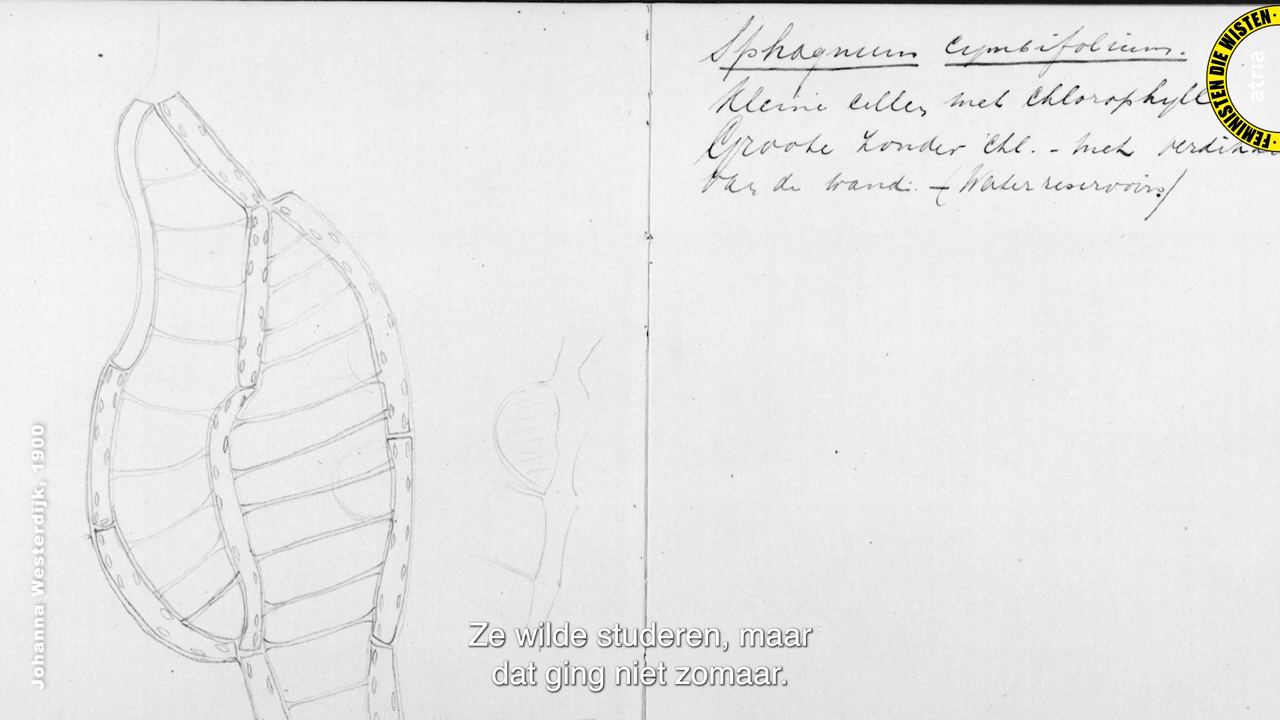 Sphagnum cymbifolium.
Kleine cellen met chlorophyll
Groote zonder chl. - met verdikk
van de wand. - (Waterreservoirs)
FEMINISTEN DIE WISTEN
atria
Johanna Westerdijk, 1900
Ze wilde studeren, maar
dat ging niet zomaar.